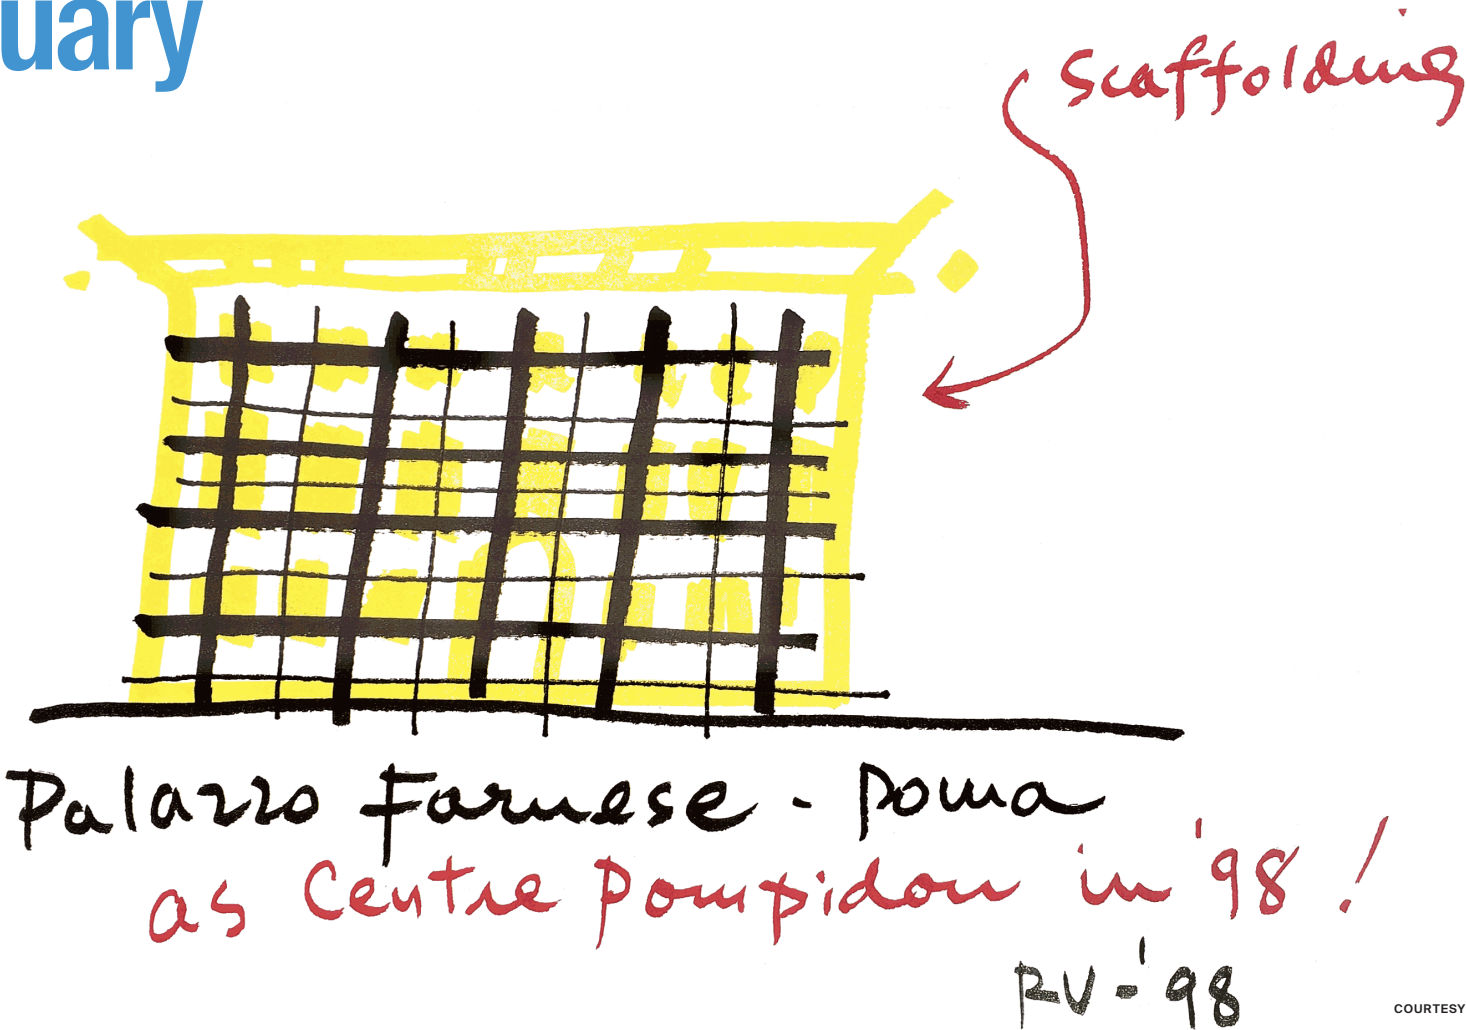 uary
scaffolding
Palazzo Farnese - Roma
as Centre Pompidou in '98 !
RV-'98
COURTESY